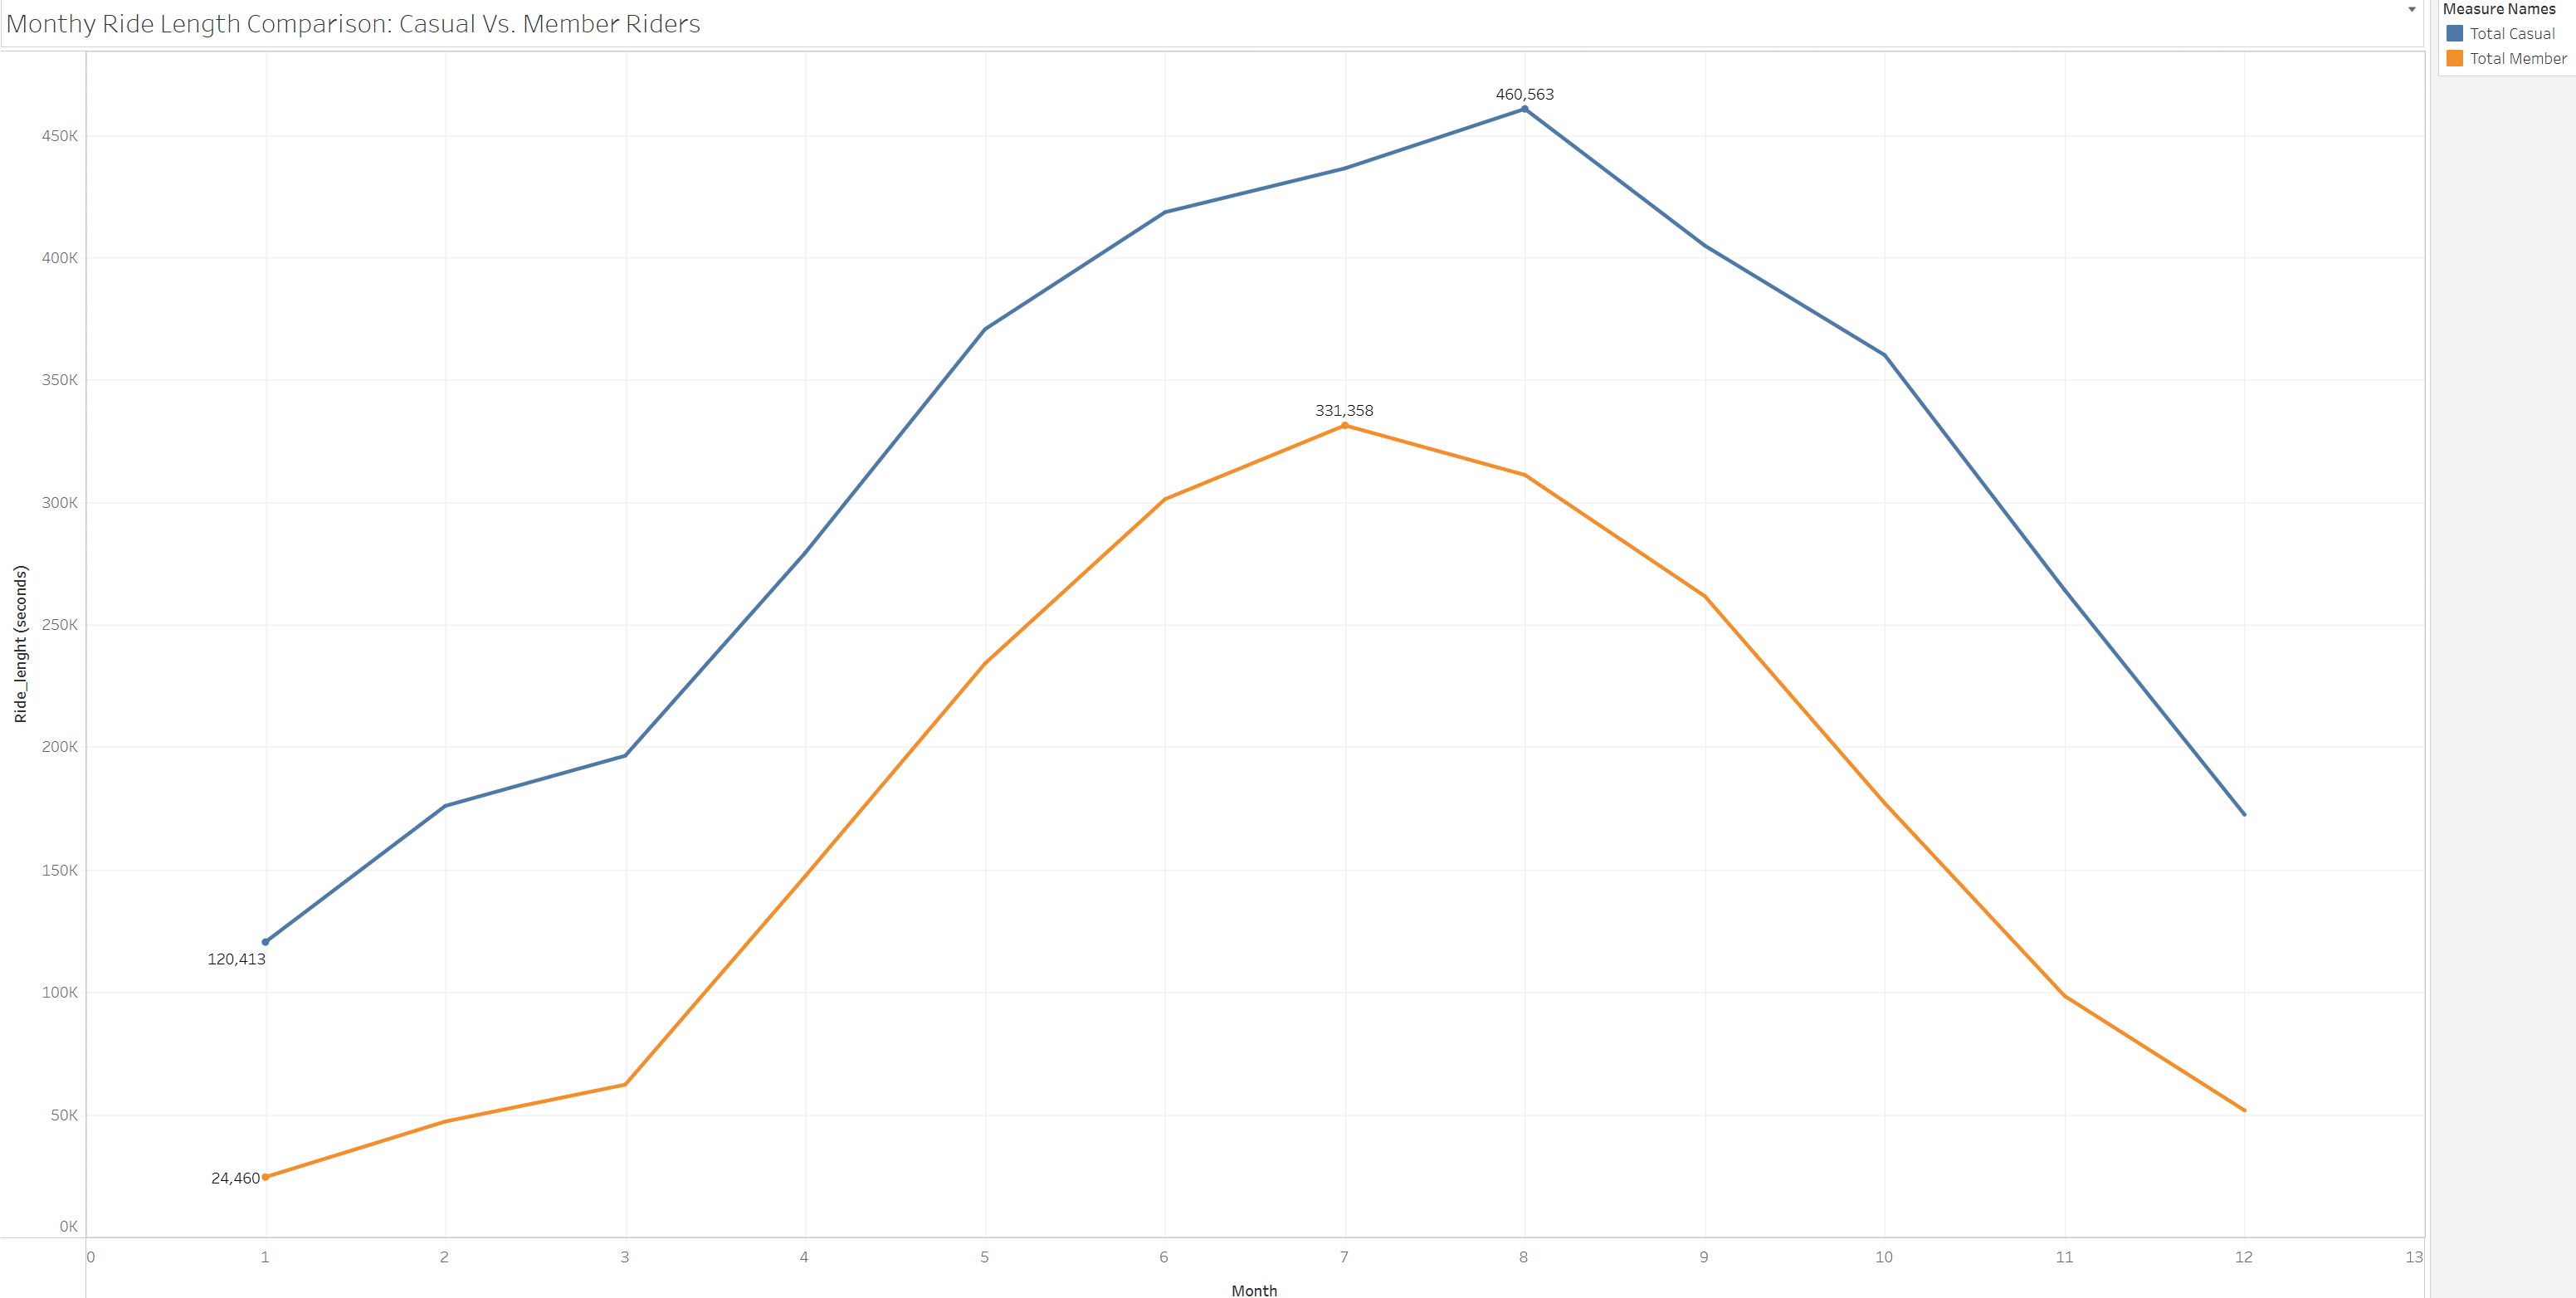 Monthy Ride Length Comparison: Casual Vs. Member Riders
Measure Names
Total Casual
Total Member
460,563
450K
400K
350K
331,358
300K
250K
Ride_lenght (seconds)
200K
150K
120,413
100K
50K
24,460
0K
0 1 2 3 4 5 6 7 8 9 10 11 12 13
Month